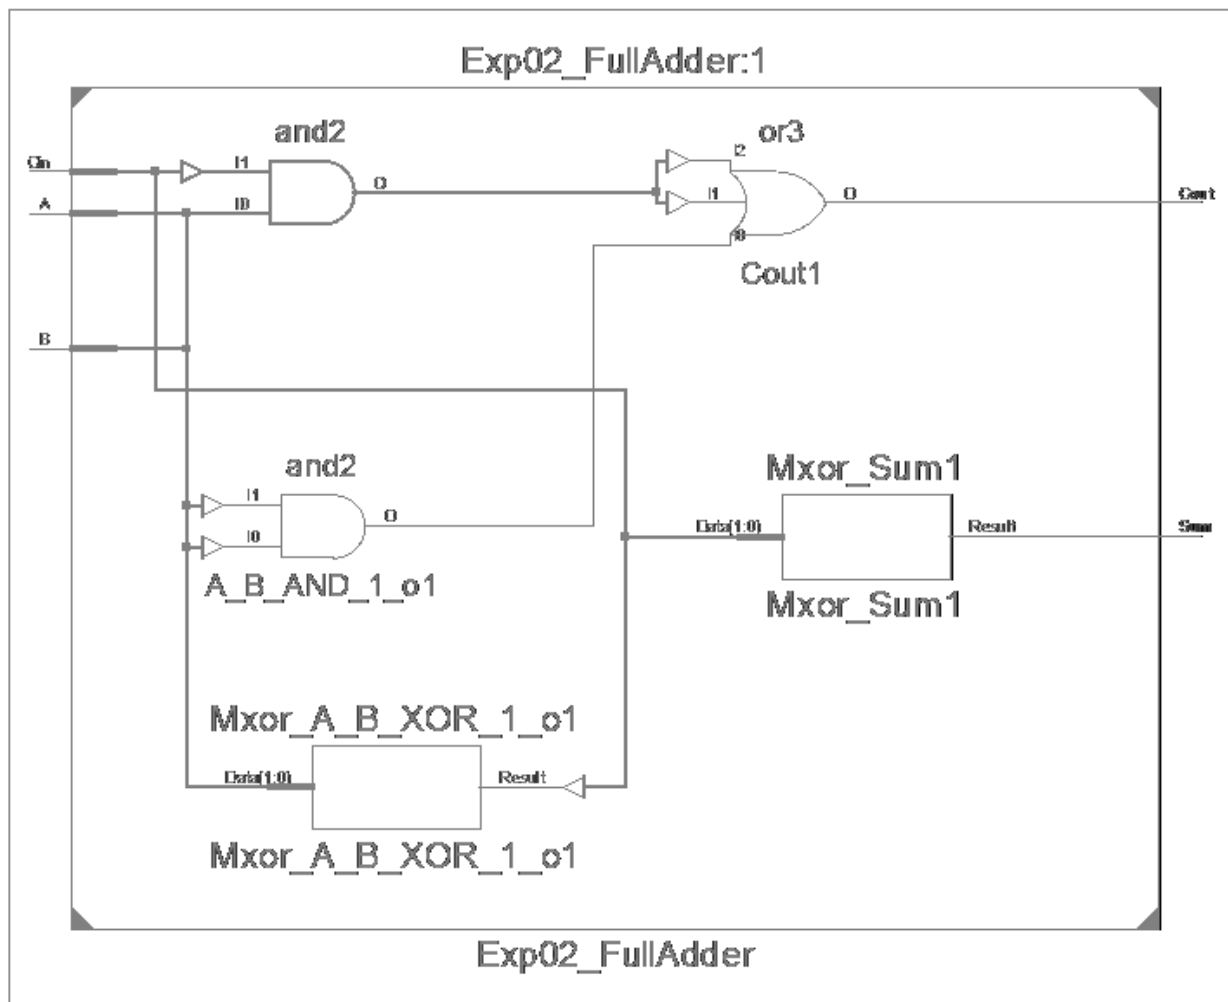 Exp02_FullAdder:1
and2
or3
Cin
I1
O
I2
A
I0
I1
O
Cout
I0
Cout1
B
and2
I1
O
I0
A_B_AND_1_o1
Mxor_Sum1
Data(1:0)
Result
Sum
Mxor_Sum1
Mxor_A_B_XOR_1_o1
Data(1:0)
Result
Mxor_A_B_XOR_1_o1
Exp02_FullAdder